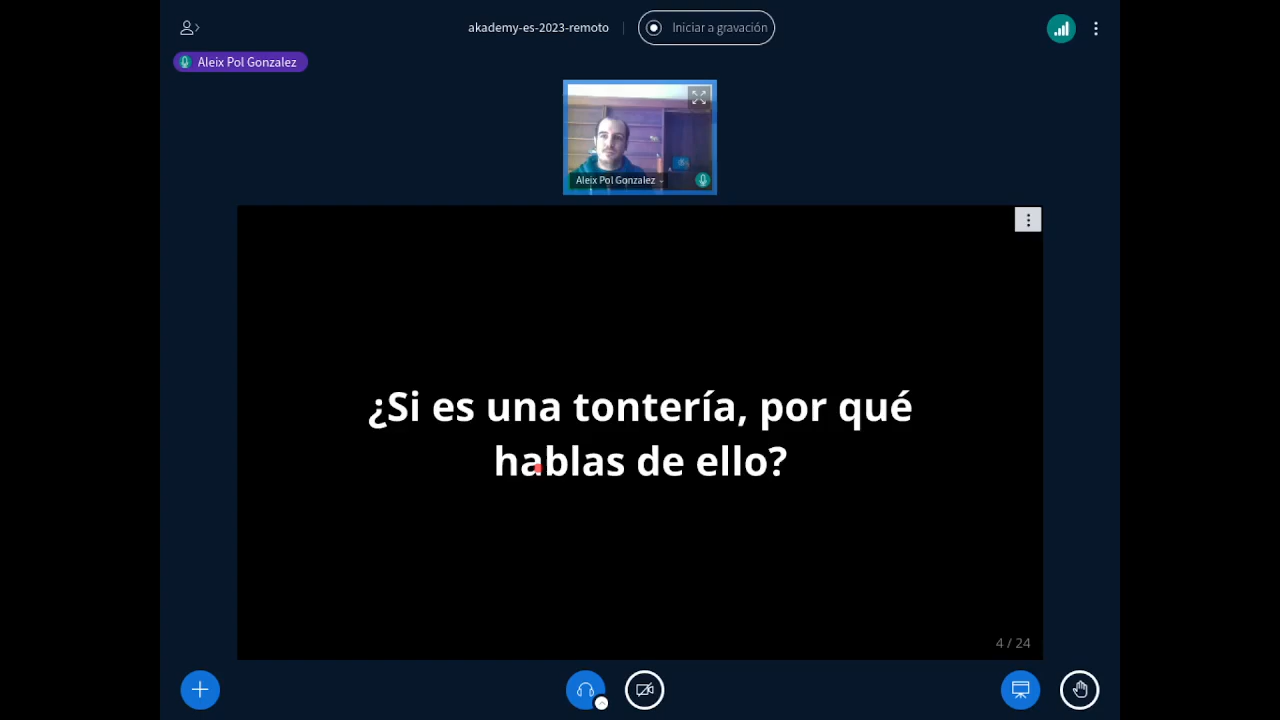 akademy-es-2023-remoto
Iniciar a gravación
Aleix Pol Gonzalez
Aleix Pol Gonzalez
¿Si es una tontería, por qué
hablas de ello?
4 / 24